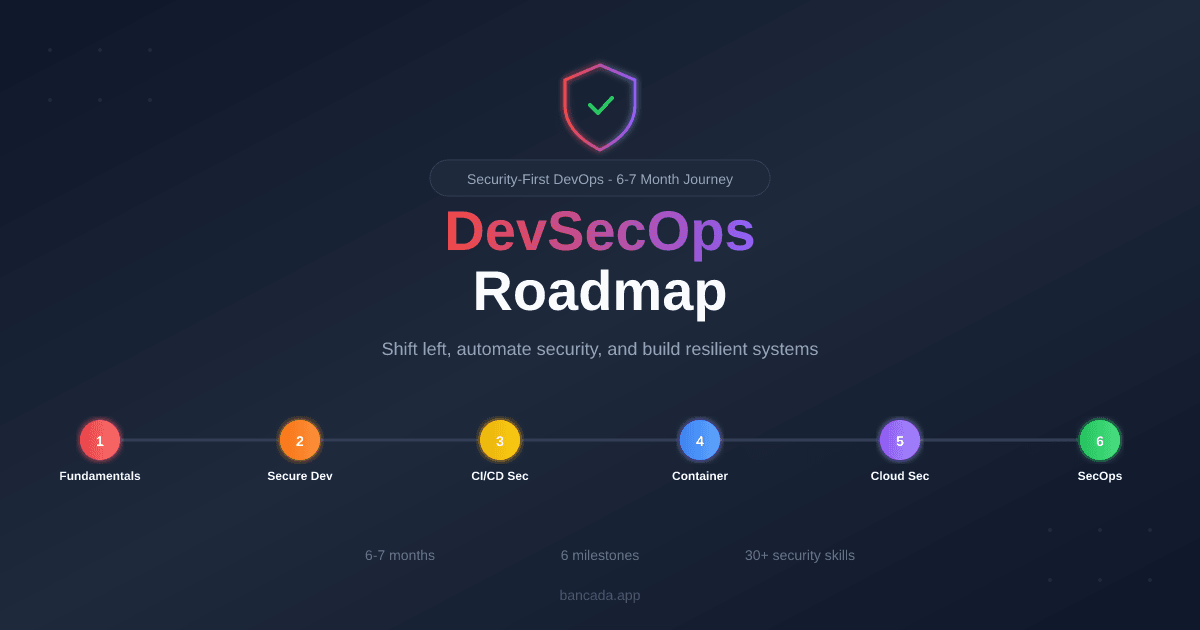 Security-First DevOps - 6-7 Month Journey
DevSecOps
Roadmap
Shift left, automate security, and build resilient systems
1
2
3
4
5
6
Fundamentals
Secure Dev
CI/CD Sec
Container
Cloud Sec
SecOps
6-7 months
6 milestones
30+ security skills
bancada.app